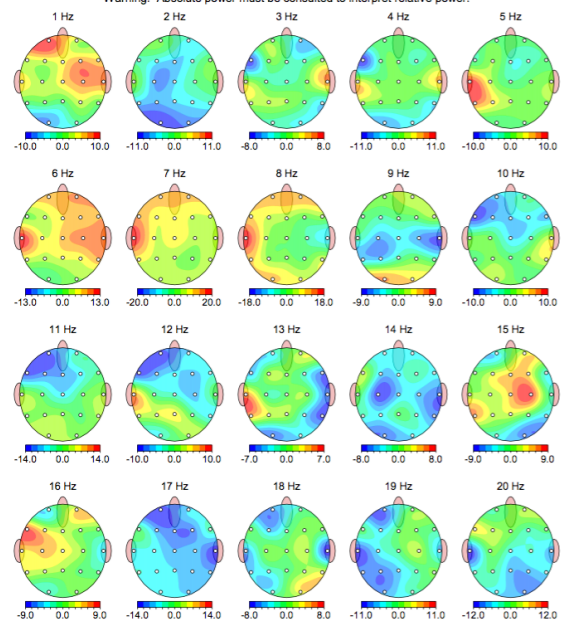 Warning: Absolute power must be consulted to interpret relative power.
1 Hz 2 Hz 3 Hz 4 Hz 5 Hz
-10.0 0.0 10.0 -11.0 0.0 11.0 -8.0 0.0 8.0 -11.0 0.0 11.0 -10.0 0.0 10.0
6 Hz 7 Hz 8 Hz 9 Hz 10 Hz
-13.0 0.0 13.0 -20.0 0.0 20.0 -18.0 0.0 18.0 -9.0 0.0 9.0 -10.0 0.0 10.0
11 Hz 12 Hz 13 Hz 14 Hz 15 Hz
-14.0 0.0 14.0 -10.0 0.0 10.0 -7.0 0.0 7.0 -8.0 0.0 8.0 -9.0 0.0 9.0
16 Hz 17 Hz 18 Hz 19 Hz 20 Hz
-9.0 0.0 9.0 -14.0 0.0 14.0 -8.0 0.0 8.0 -11.0 0.0 11.0 -12.0 0.0 12.0